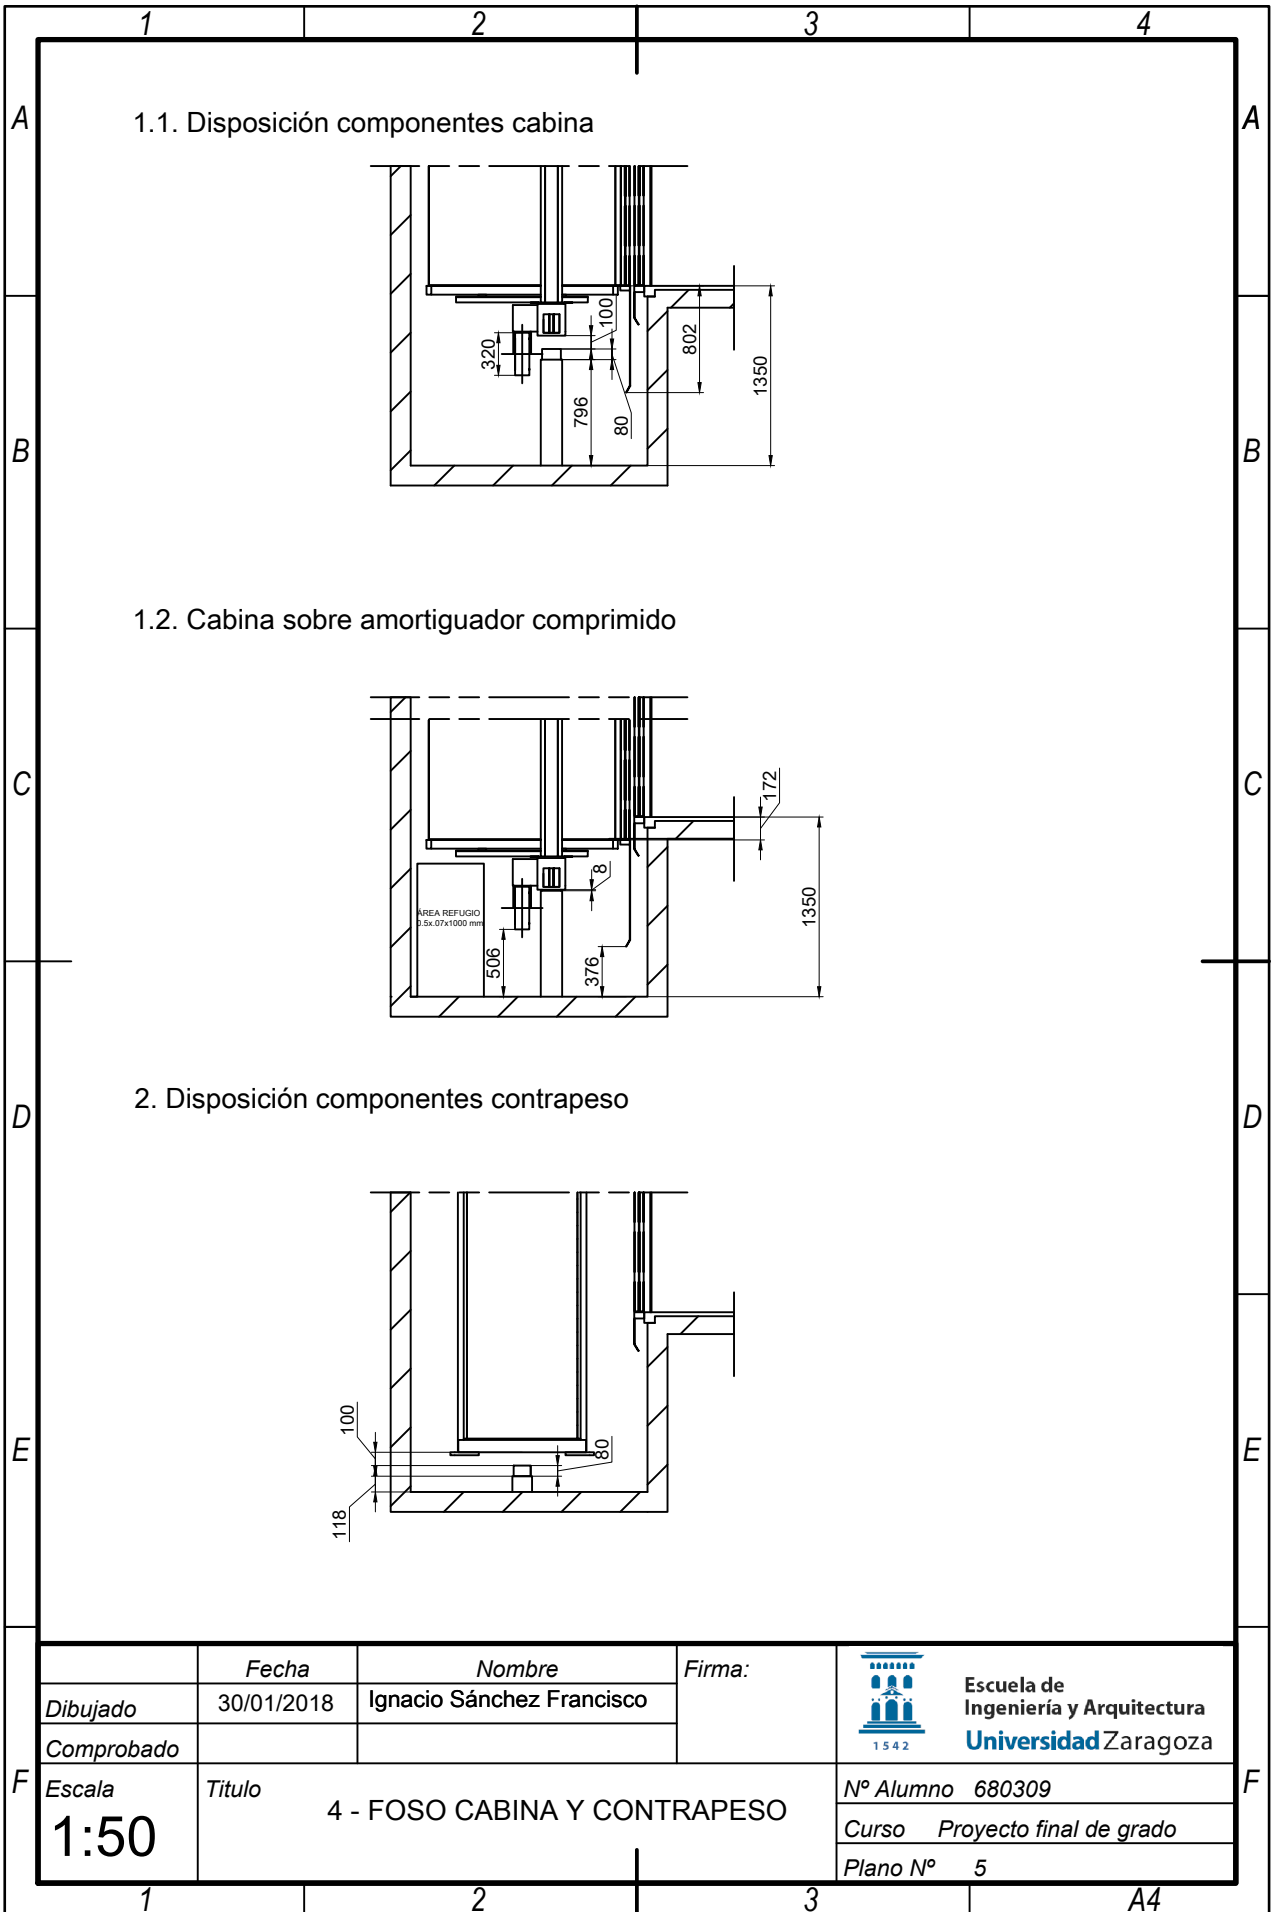 1 2 3 4
A A
1.1. Disposición componentes cabina
100
320
802
1350
796
80
B B
1.2. Cabina sobre amortiguador comprimido
C C
172
8
ÁREA REFUGIO
0.5x.07x1000 mm
1350
506
376
2. Disposición componentes contrapeso
D D
100
80
118
E E
Fecha Nombre Firma:
Dibujado 30/01/2018 Ignacio Sánchez Francisco
Comprobado
1542
Escuela de
Ingeniería y Arquitectura
Universidad Zaragoza
F F
Escala Titulo
1:50
4 - FOSO CABINA Y CONTRAPESO
Nº Alumno 680309
Curso Proyecto final de grado
Plano Nº 5
1 2 3 A4